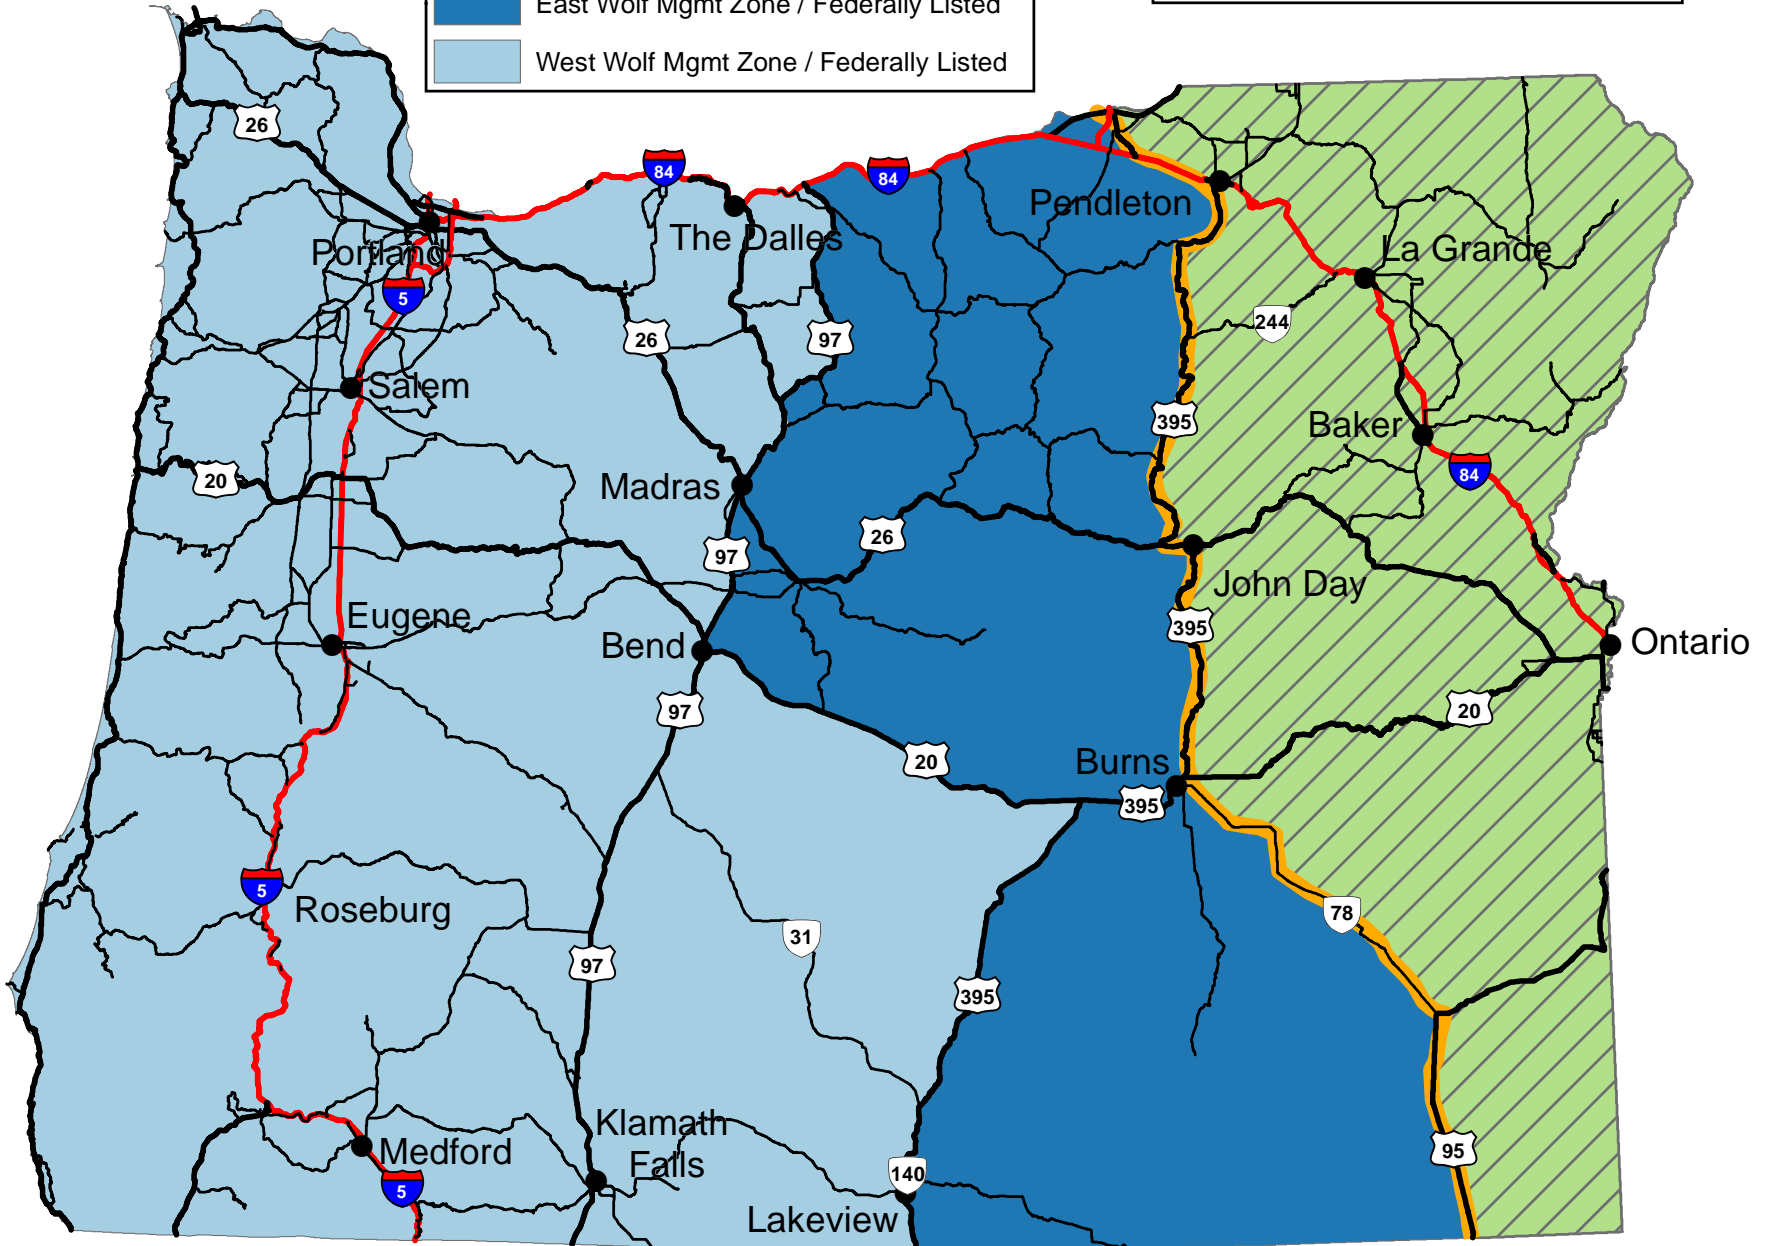 East Wolf Mgmt Zone / Federally Listed
West Wolf Mgmt Zone / Federally Listed
26
84
84
Pendleton
Portland
The Dalles
La Grande
5
244
26
97
Salem
395
Baker
84
20
Madras
26
97
John Day
Eugene
395
Bend
Ontario
97
20
20
Burns
395
5
Roseburg
78
31
97
395
Klamath
Falls
Medford
95
140
5
Lakeview